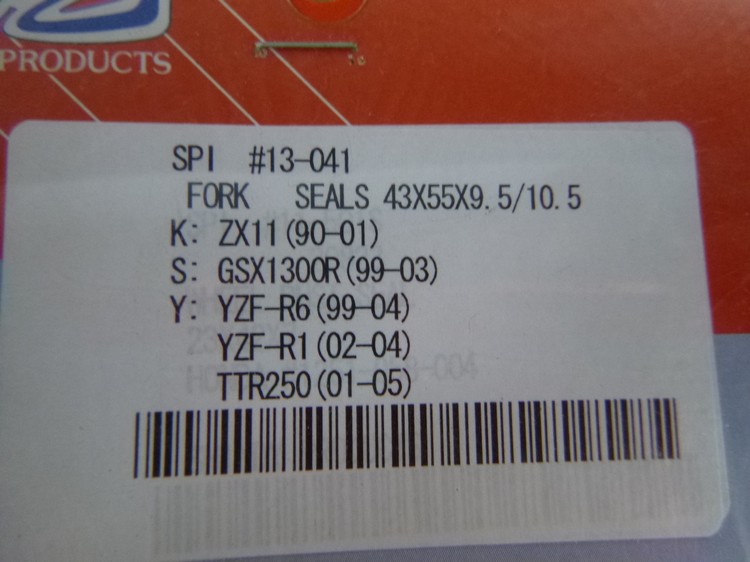 PRODUCTS
SPI #13-041
FORK SEALS 43X55X9.5/10.5
K: ZX11(90-01)
S: GSX1300R(99-03)
Y: YZF-R6(99-04)
YZF-R1(02-04)
TTR250(01-05)